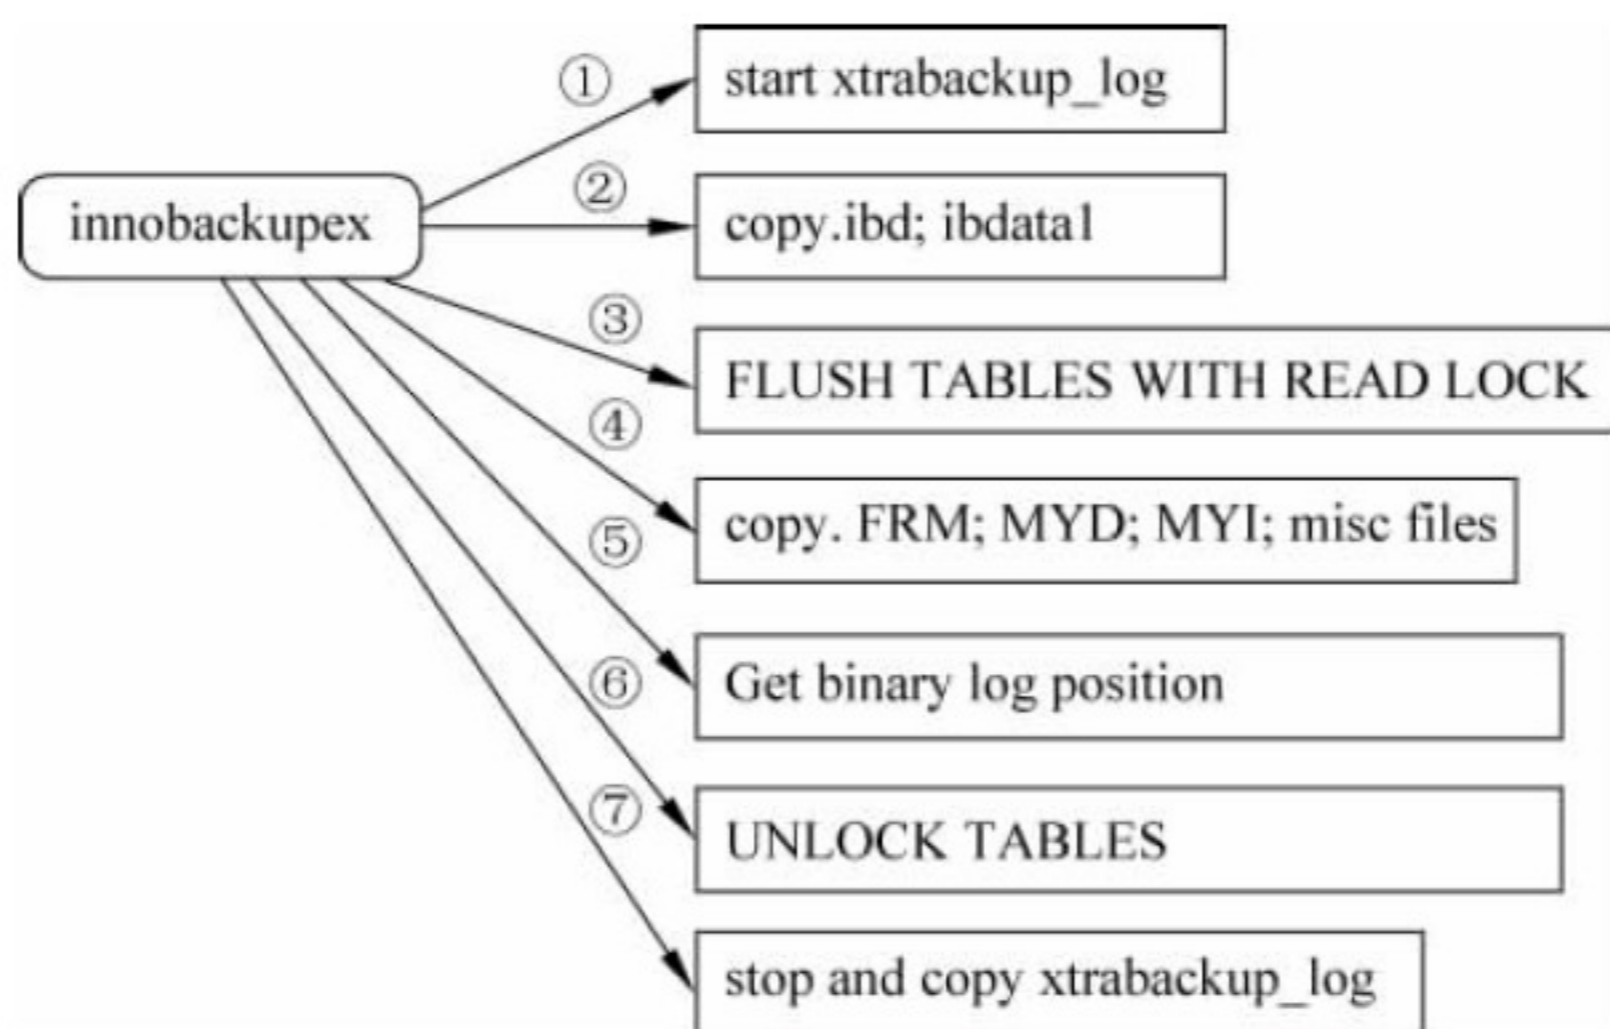 ①
start xtrabackup_log
②
innobackupex
copy.ibd; ibdata1
③
FLUSH TABLES WITH READ LOCK
④
copy. FRM; MYD; MYI; misc files
⑤
Get binary log position
⑥
UNLOCK TABLES
⑦
stop and copy xtrabackup_log